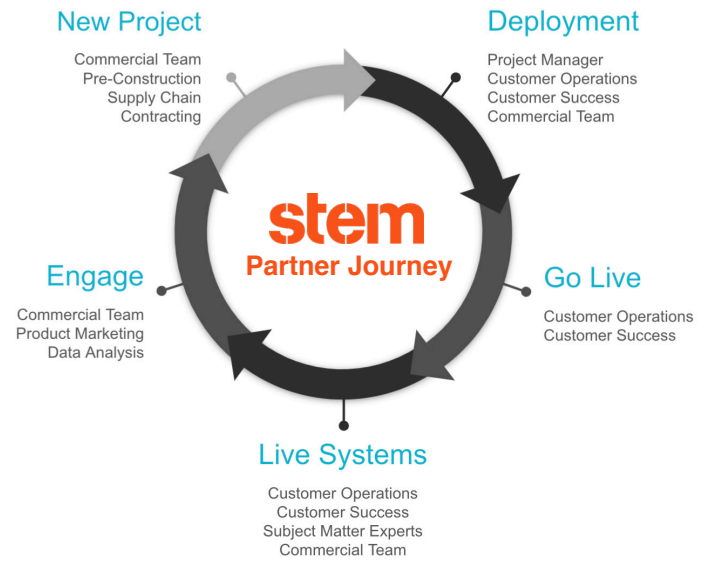 New Project
Commercial Team
Pre-Construction
Supply Chain
Contracting
Deployment
Project Manager
Customer Operations
Customer Success
Commercial Team
stem
Partner Journey
Engage
Commercial Team
Product Marketing
Data Analysis
Go Live
Customer Operations
Customer Success
Live Systems
Customer Operations
Customer Success
Subject Matter Experts
Commercial Team